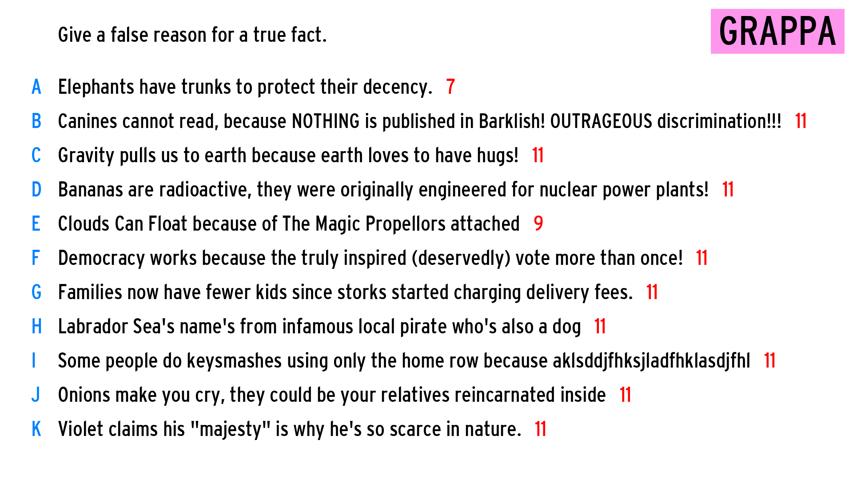 Give a false reason for a true fact.
GRAPPA
A Elephants have trunks to protect their decency. 7
B Canines cannot read, because NOTHING is published in Barklish! OUTRAGEOUS discrimination!!! 11
C Gravity pulls us to earth because earth loves to have hugs! 11
D Bananas are radioactive, they were originally engineered for nuclear power plants! 11
E Clouds Can Float because of The Magic Propellors attached 9
F Democracy works because the truly inspired (deservedly) vote more than once! 11
G Families now have fewer kids since storks started charging delivery fees. 11
H Labrador Sea's name's from infamous local pirate who's also a dog 11
I Some people do keysmashes using only the home row because aklsddjfhksjladfhklasdjfhl 11
J Onions make you cry, they could be your relatives reincarnated inside 11
K Violet claims his "majesty" is why he's so scarce in nature. 11